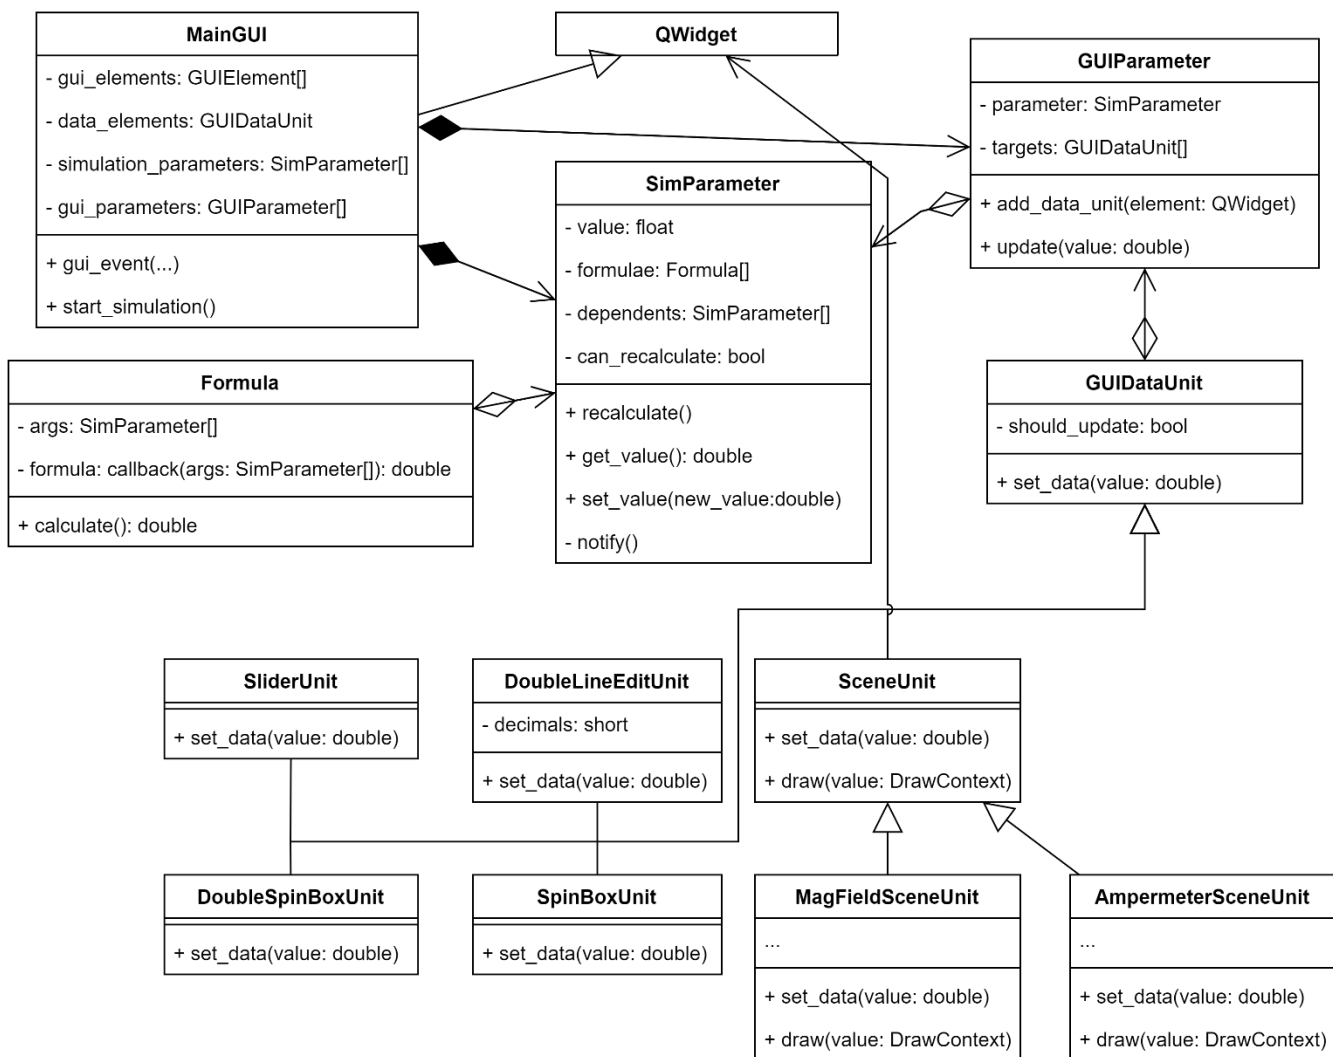 MainGUI
- gui_elements: GUIElement[]
- data_elements: GUIDataUnit
- simulation_parameters: SimParameter[]
- gui_parameters: GUIParameter[]
+ gui_event(...)
+ start_simulation()
QWidget
GUIParameter
- parameter: SimParameter
- targets: GUIDataUnit[]
+ add_data_unit(element: QWidget)
+ update(value: double)
SimParameter
- value: float
- formulae: Formula[]
- dependents: SimParameter[]
- can_recalculate: bool
+ recalculate()
+ get_value(): double
+ set_value(new_value:double)
- notify()
Formula
- args: SimParameter[]
- formula: callback(args: SimParameter[]): double
+ calculate(): double
GUIDataUnit
- should_update: bool
+ set_data(value: double)
SliderUnit
+ set_data(value: double)
DoubleLineEditUnit
- decimals: short
+ set_data(value: double)
SceneUnit
+ set_data(value: double)
+ draw(value: DrawContext)
DoubleSpinBoxUnit
+ set_data(value: double)
SpinBoxUnit
+ set_data(value: double)
MagFieldSceneUnit
...
+ set_data(value: double)
+ draw(value: DrawContext)
AmpermeterSceneUnit
...
+ set_data(value: double)
+ draw(value: DrawContext)